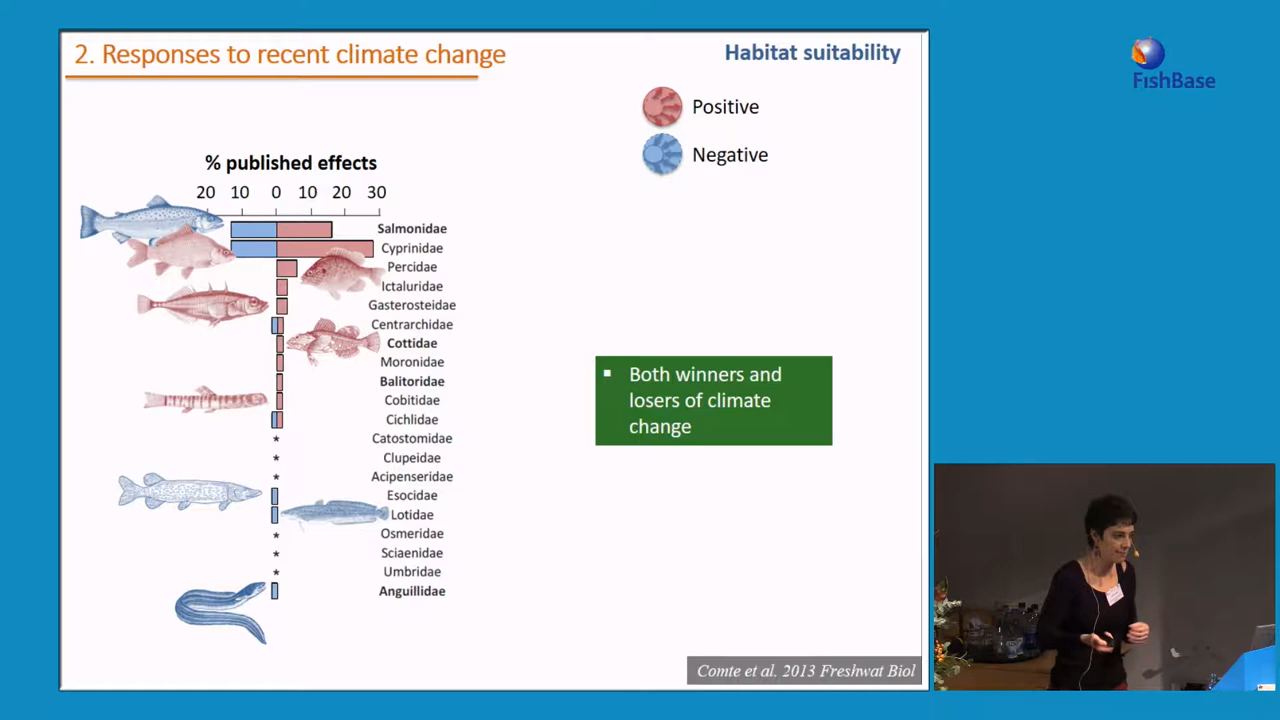 2. Responses to recent climate change
Habitat suitability
FishBase
Positive
Negative
% published effects
20 10 0 10 20 30
Salmonidae
Cyprinidae
Percidae
Ictaluridae
Gasterosteidae
Centrarchidae
Cottidae
Moronidae
Balitoridae
Cobitidae
Cichlidae
* Catostomidae
* Clupeidae
* Acipenseridae
Esocidae
Lotidae
* Osmeridae
* Sciaenidae
* Umbridae
Anguillidae
▪ Both winners and
losers of climate
change
Comte et al. 2013 Freshwat Biol